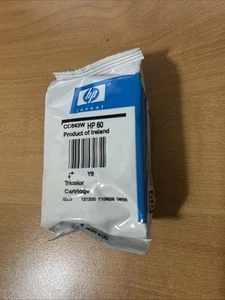 hp
invent
CC643W HP 60
Product of Ireland
Y9
Tricolor
Cartridge